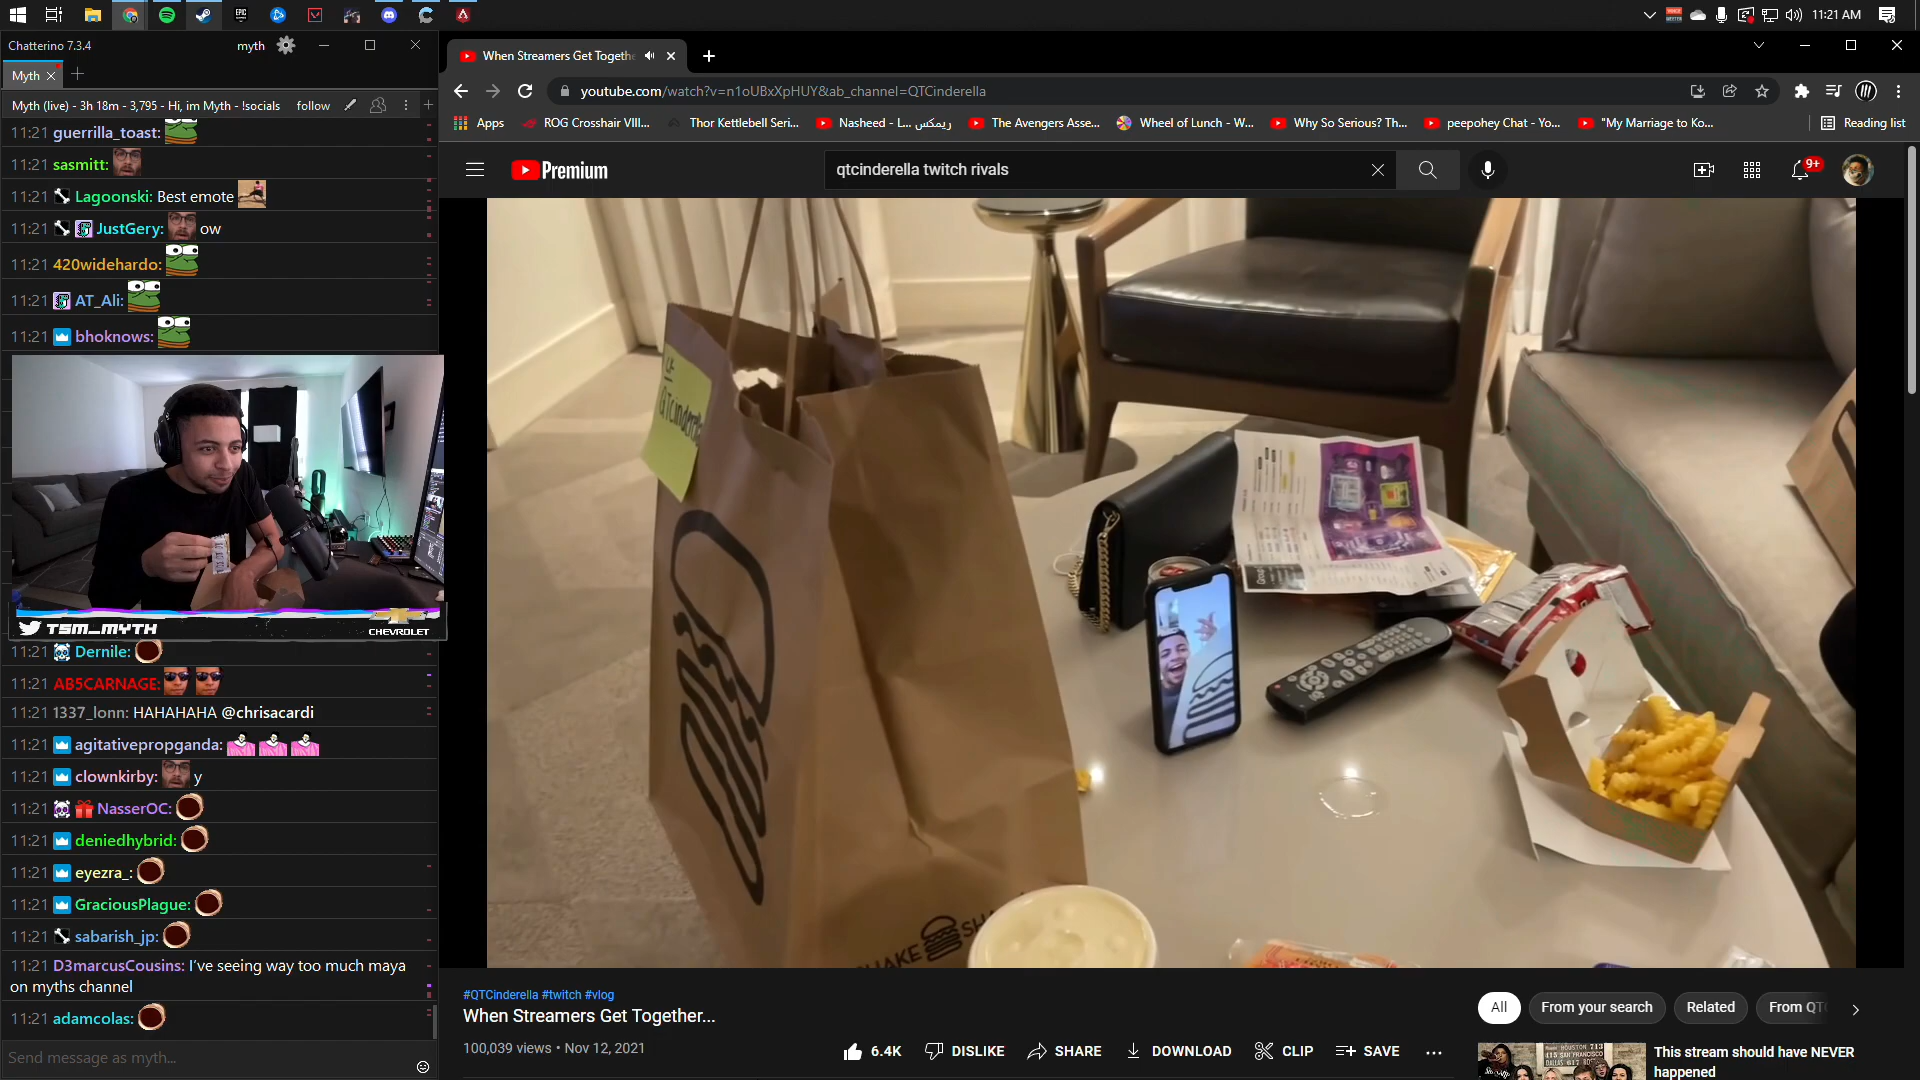 11:21 AM
Chatterino 7.3.4
myth
Myth
Myth (live) - 3h 18m - 3,795 - Hi, im Myth - !socials
follow
11:21 guerrilla_toast:
11:21 sasmitt:
11:21 Lagoonski: Best emote
11:21 JustGery: ow
11:21 420widehardo:
11:21 AT_Ali:
11:21 bhoknows:
TSM_MYTH
CHEVROLET
11:21 Dernile:
11:21 AB5CARNAGE:
11:21 1337_lonn: HAHAHAHA @chrisacardi
11:21 agitativepropganda:
11:21 clownkirby: y
11:21 NasserOC:
11:21 deniedhybrid:
11:21 eyezra_:
11:21 GraciousPlague:
11:21 sabarish_jp:
11:21 D3marcusCousins: I've seeing way too much maya
on myths channel
11:21 adamcolas:
Send message as myth...
When Streamers Get Togethe
youtube.com/watch?v=n1oUBxXpHUY&ab_channel=QTCinderella
Apps
ROG Crosshair VIII...
Thor Kettlebell Seri...
Nasheed - L... ريمكس
The Avengers Asse...
Wheel of Lunch - W...
Why So Serious? Th...
peepohey Chat - Yo...
"My Marriage to Ko...
Reading list
Premium
qtcinderella twitch rivals
9+
QTCinderella
SHAKE SHA
#QTCinderella #twitch #vlog
When Streamers Get Together...
100,039 views • Nov 12, 2021
6.4K
DISLIKE
SHARE
DOWNLOAD
CLIP
SAVE
All
From your search
Related
From QT
This stream should have NEVER
happened